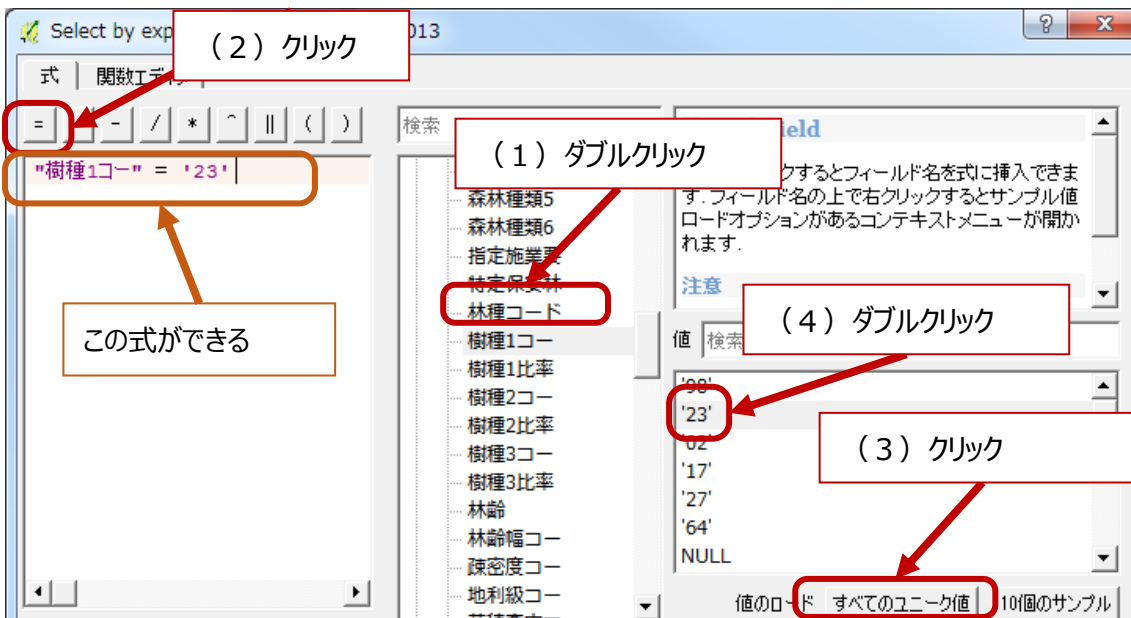 Select by exp
013
（２）クリック
式
関数エディ
= - / * ^ || ( )
検索
"樹種1コー" = '23'
この式ができる
（１）ダブルクリック
森林種類5
森林種類6
指定施業要
特定保安林
林種コード
樹種1コー
樹種1比率
樹種2コー
樹種2比率
樹種3コー
樹種3比率
林齢
林齢幅コー
疎密度コー
地利級コー
ield
クするとフィールド名を式に挿入できま
す.フィールド名の上で右クリックするとサンプル値
ロードオプションがあるコンテキストメニューが開か
れます.
注意
（４）ダブルクリック
値 検索
'98'
'23'
'02'
'17'
'27'
'64'
NULL
（３）クリック
値のロード すべてのユニーク値 10個のサンプル